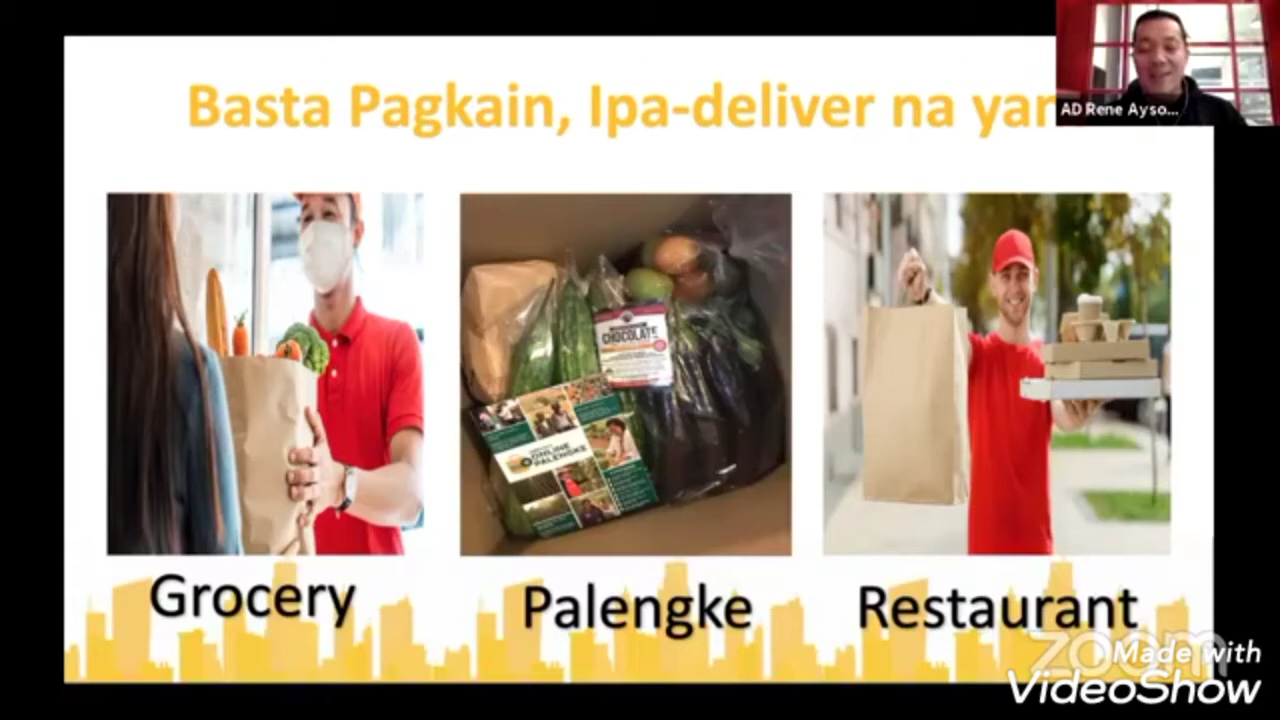 Basta Pagkain, Ipa-deliver na yan
AD Rene Ayso...
CHOCOLATE
ONLINE
PALENGKE
Grocery
Palengke
Restaurant
zoom
Made with
VideoShow